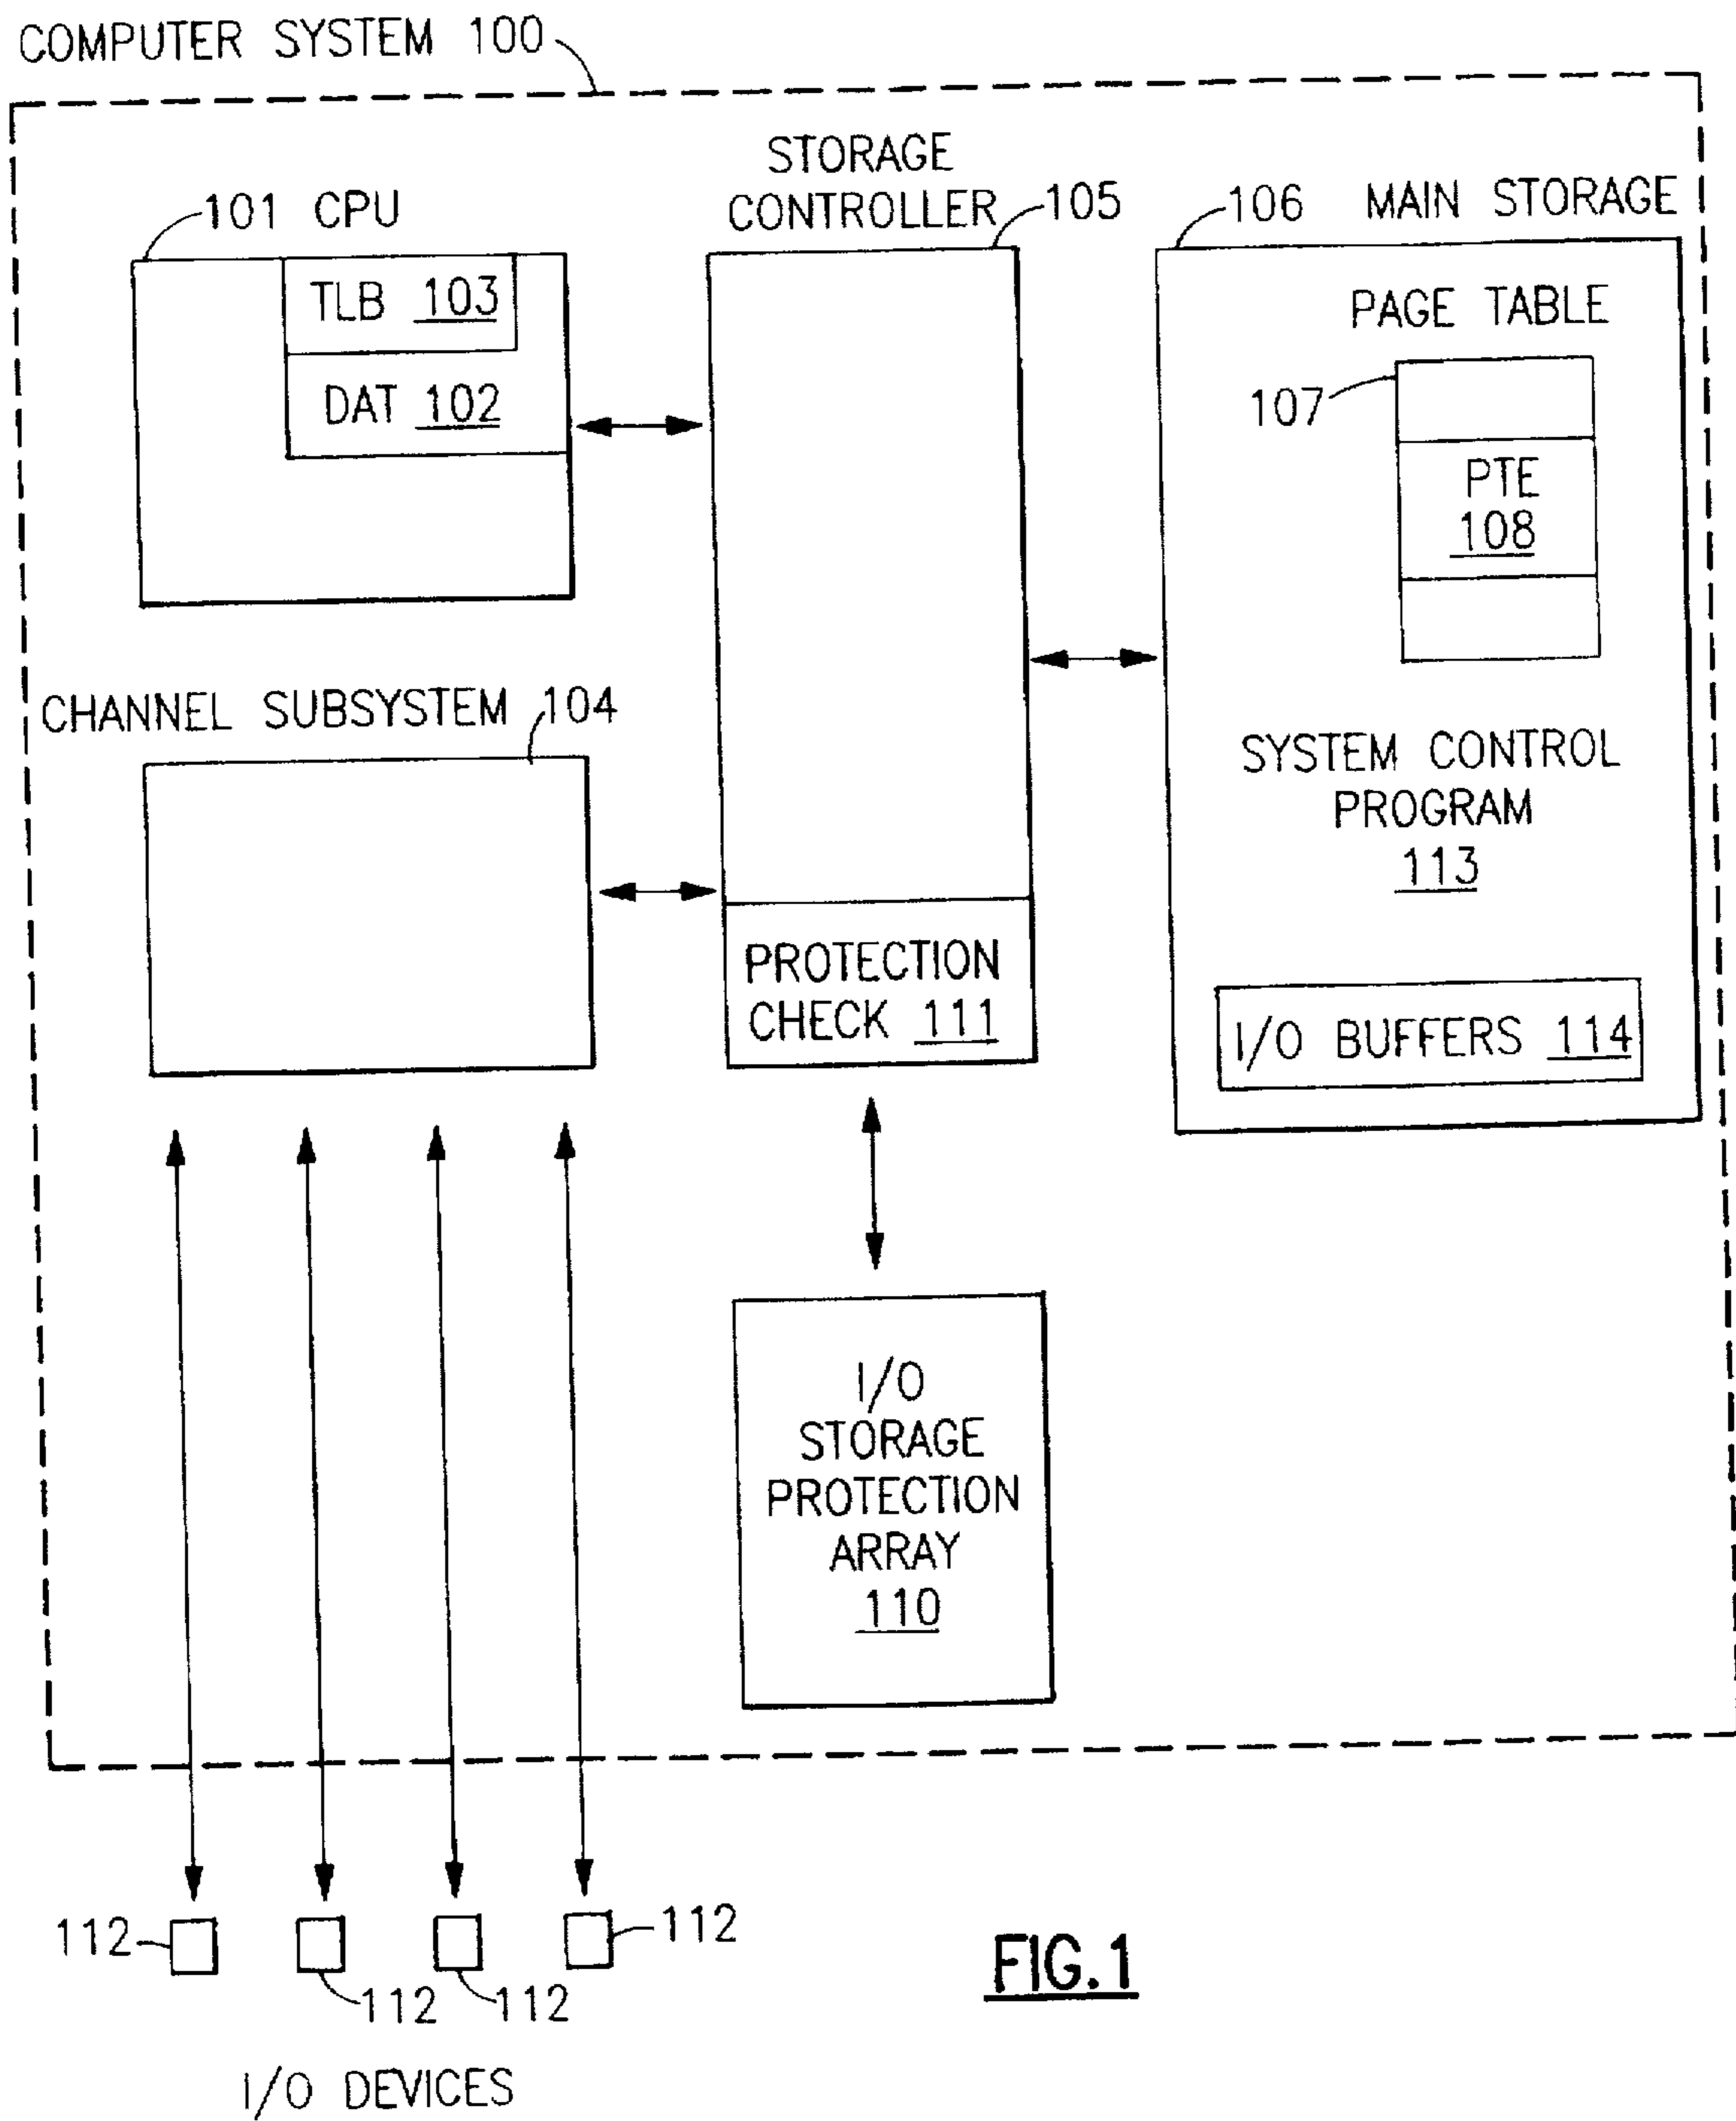 COMPUTER SYSTEM 100
101 CPU
TLB 103
DAT 102
STORAGE
CONTROLLER 105
106 MAIN STORAGE
PAGE TABLE
107
PTE
108
CHANNEL SUBSYSTEM 104
SYSTEM CONTROL
PROGRAM
113
PROTECTION
CHECK 111
I/O BUFFERS 114
I/O
STORAGE
PROTECTION
ARRAY
110
112
112
112
112
I/O DEVICES
FIG.1